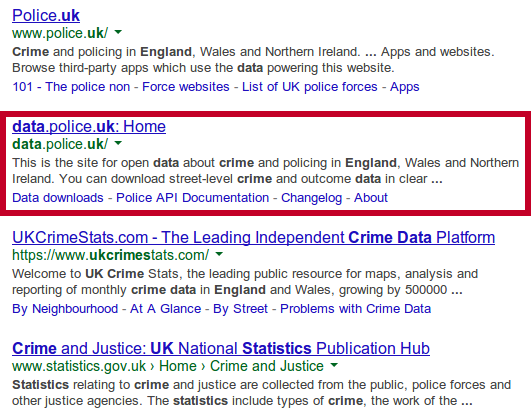 Police.uk
www.police.uk/
Crime and policing in England, Wales and Northern Ireland. ... Apps and websites.
Browse third-party apps which use the data powering this website.
101 - The police non - Force websites - List of UK police forces - Apps
data.police.uk: Home
data.police.uk/
This is the site for open data about crime and policing in England, Wales and Northern
Ireland. You can download street-level crime and outcome data in clear ...
Data downloads - Police API Documentation - Changelog - About
UKCrimeStats.com - The Leading Independent Crime Data Platform
https://www.ukcrimestats.com/
Welcome to UK Crime Stats, the leading public resource for maps, analysis and
reporting of monthly crime data in England and Wales, growing by 500000 ...
By Neighbourhood - At A Glance - By Street - Problems with Crime Data
Crime and Justice: UK National Statistics Publication Hub
www.statistics.gov.uk › Home › Crime and Justice
Statistics relating to crime and justice are collected from the public, police forces and
other justice agencies. The statistics include types of crime, the work of the ...